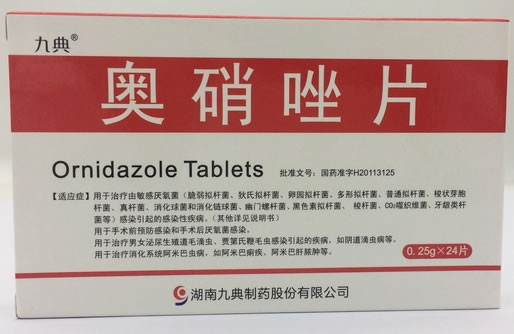 九典®
奥硝唑片
Ornidazole Tablets 批准文号：国药准字H20113125
【适应症】用于治疗由敏感厌氧菌（脆弱拟杆菌、狄氏拟杆菌、卵园拟杆菌、多形拟杆菌、普通拟杆菌、梭状芽胞
杆菌、真杆菌、消化球菌和消化链球菌、幽门螺杆菌、黑色素拟杆菌、 梭杆菌、CO₂噬织维菌、牙龈类杆
菌等）感染引起的感染性疾病。（其他详见说明书）
用于手术前预防感染和手术后厌氧菌感染。
用于治疗男女泌尿生殖道毛滴虫、贾第氏鞭毛虫感染引起的疾病，如阴道滴虫病等。
用于治疗消化系统阿米巴虫病，如阿米巴痢疾、阿米巴肝脓肿等。
0.25g×24片
湖南九典制药股份有限公司